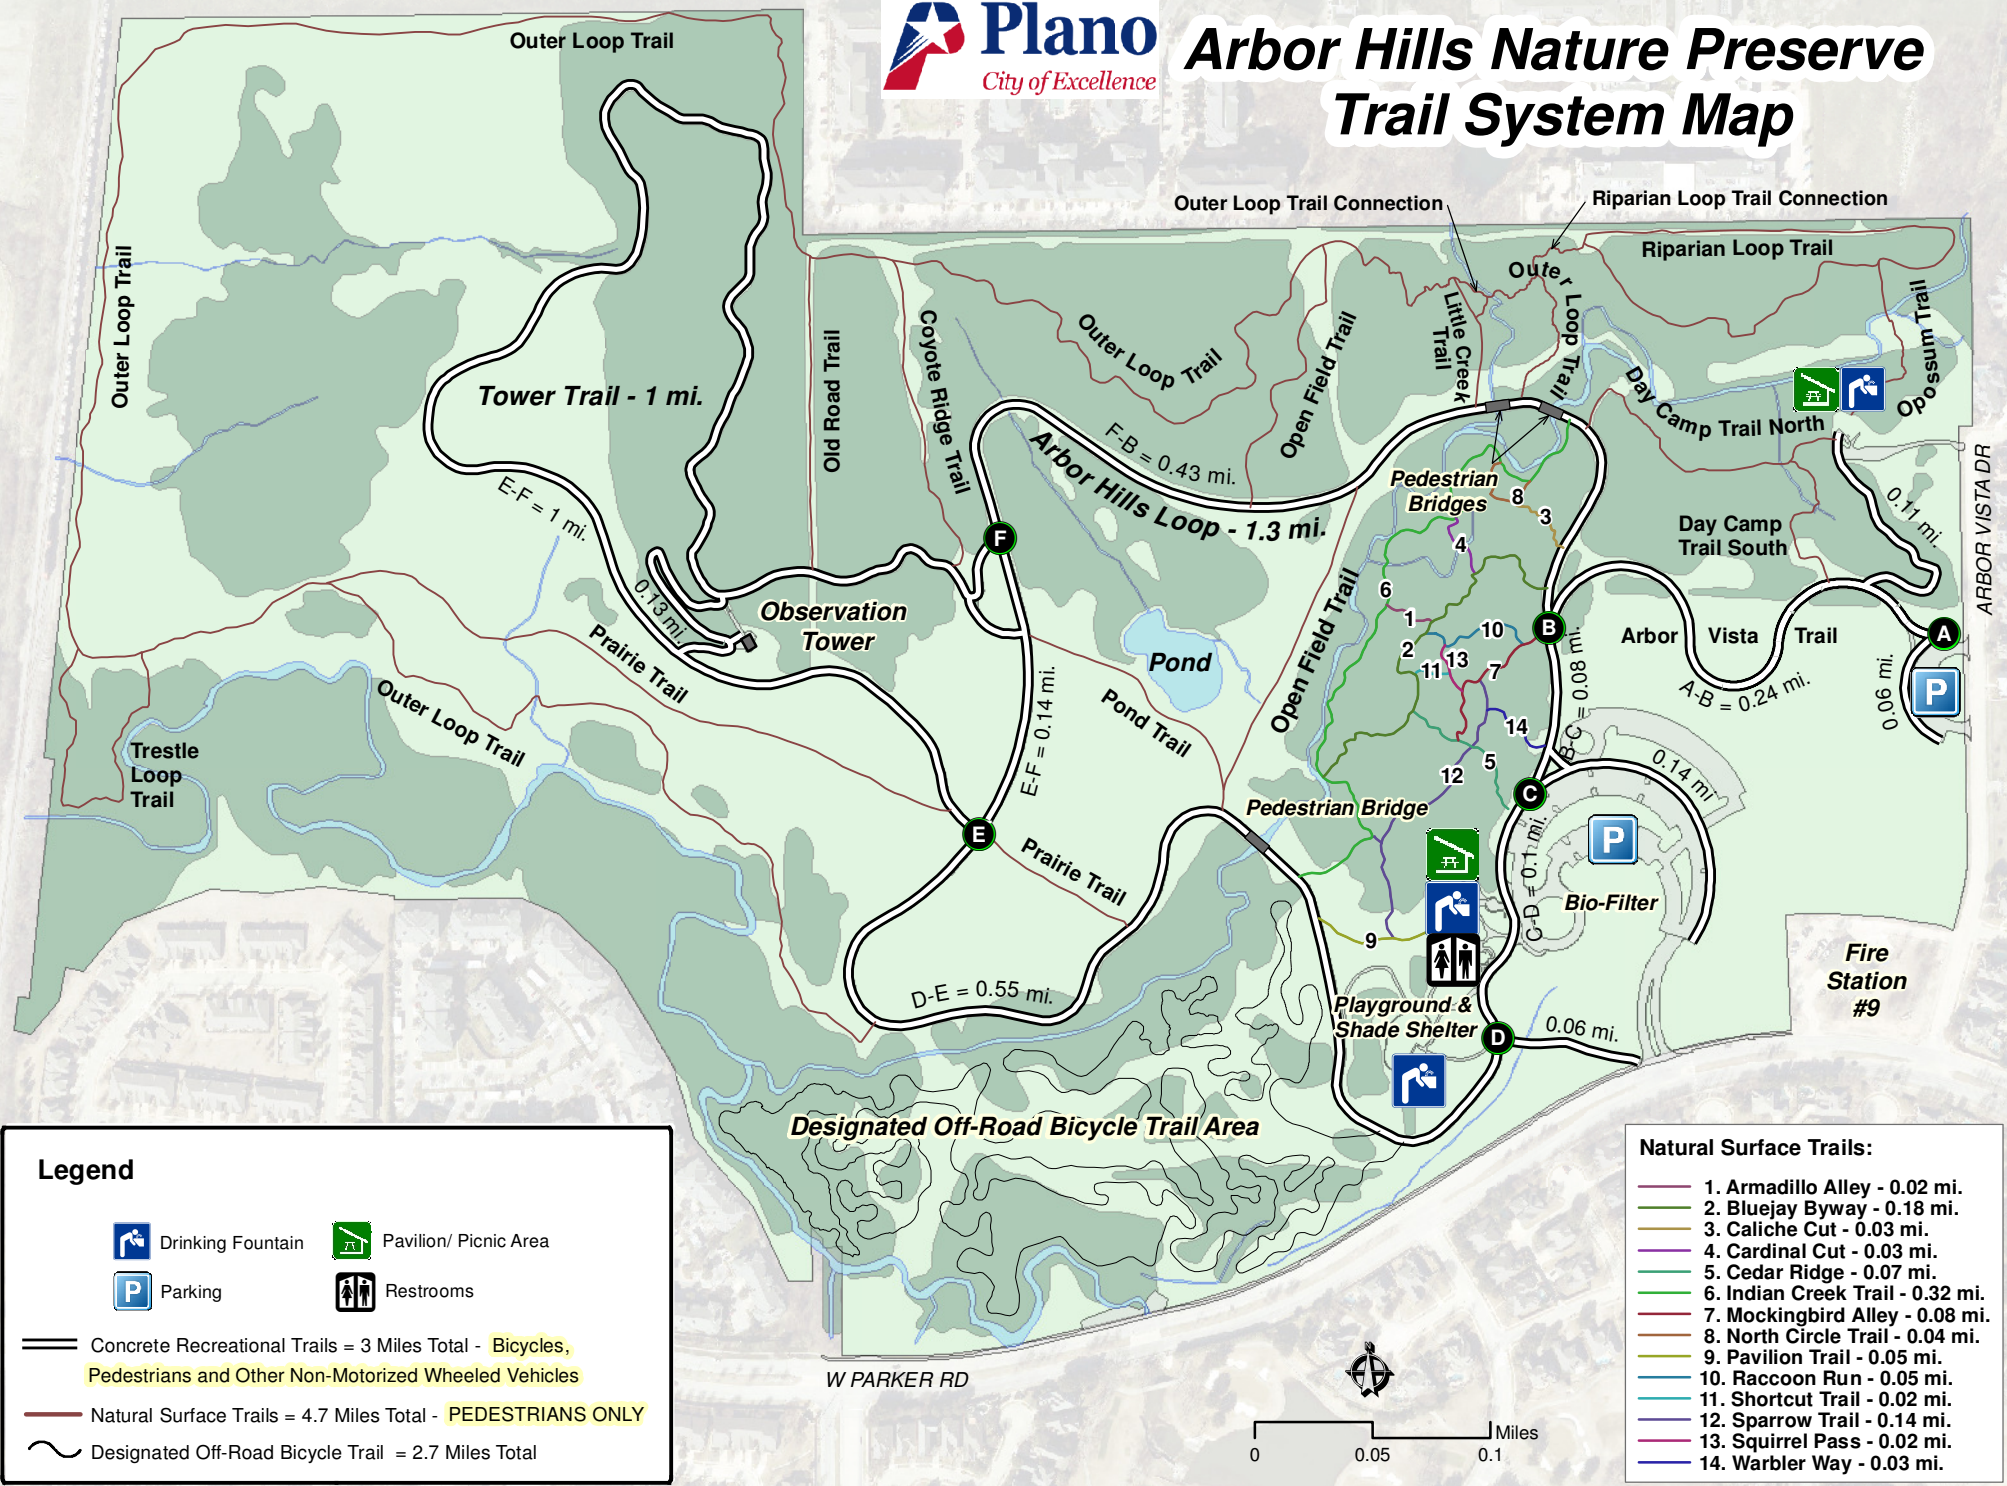 Plano
City of Excellence
Arbor Hills Nature Preserve
Trail System Map
Outer Loop Trail
Outer Loop Trail Connection
Riparian Loop Trail Connection
Riparian Loop Trail
Outer Loop Trail
Outer Loop Trail
Little Creek
Trail
Opossum Trail
Tower Trail - 1 mi.
Old Road Trail
Coyote Ridge Trail
Outer Loop Trail
Open Field Trail
Day Camp Trail North
F-B = 0.43 mi.
Arbor Hills Loop - 1.3 mi.
Pedestrian
Bridges
8
3
4
E-F = 1 mi.
F
Day Camp
Trail South
0.11 mi.
ARBOR VISTA DR
0.13 mi.
Observation
Tower
Prairie Trail
Pond
Open Field Trail
6
1
2
10
13
11
7
14
5
12
B
Arbor Vista Trail
A
A-B = 0.24 mi.
0.06 mi.
P
B-C = 0.08 mi.
Outer Loop Trail
Trestle
Loop
Trail
Pond Trail
E-F = 0.14 mi.
E
Prairie Trail
Pedestrian Bridge
C
0.14 mi
P
C-D = 0.1 mi.
Bio-Filter
9
D-E = 0.55 mi.
Playground &
Shade Shelter
D
0.06 mi.
Fire
Station
#9
Designated Off-Road Bicycle Trail Area
W PARKER RD
Legend
Drinking Fountain
Pavilion/ Picnic Area
P
Parking
Restrooms
Concrete Recreational Trails = 3 Miles Total - Bicycles,
Pedestrians and Other Non-Motorized Wheeled Vehicles
Natural Surface Trails = 4.7 Miles Total - PEDESTRIANS ONLY
Designated Off-Road Bicycle Trail = 2.7 Miles Total
Miles
0
0.05
0.1
Natural Surface Trails:
1. Armadillo Alley - 0.02 mi.
2. Bluejay Byway - 0.18 mi.
3. Caliche Cut - 0.03 mi.
4. Cardinal Cut - 0.03 mi.
5. Cedar Ridge - 0.07 mi.
6. Indian Creek Trail - 0.32 mi.
7. Mockingbird Alley - 0.08 mi.
8. North Circle Trail - 0.04 mi.
9. Pavilion Trail - 0.05 mi.
10. Raccoon Run - 0.05 mi.
11. Shortcut Trail - 0.02 mi.
12. Sparrow Trail - 0.14 mi.
13. Squirrel Pass - 0.02 mi.
14. Warbler Way - 0.03 mi.